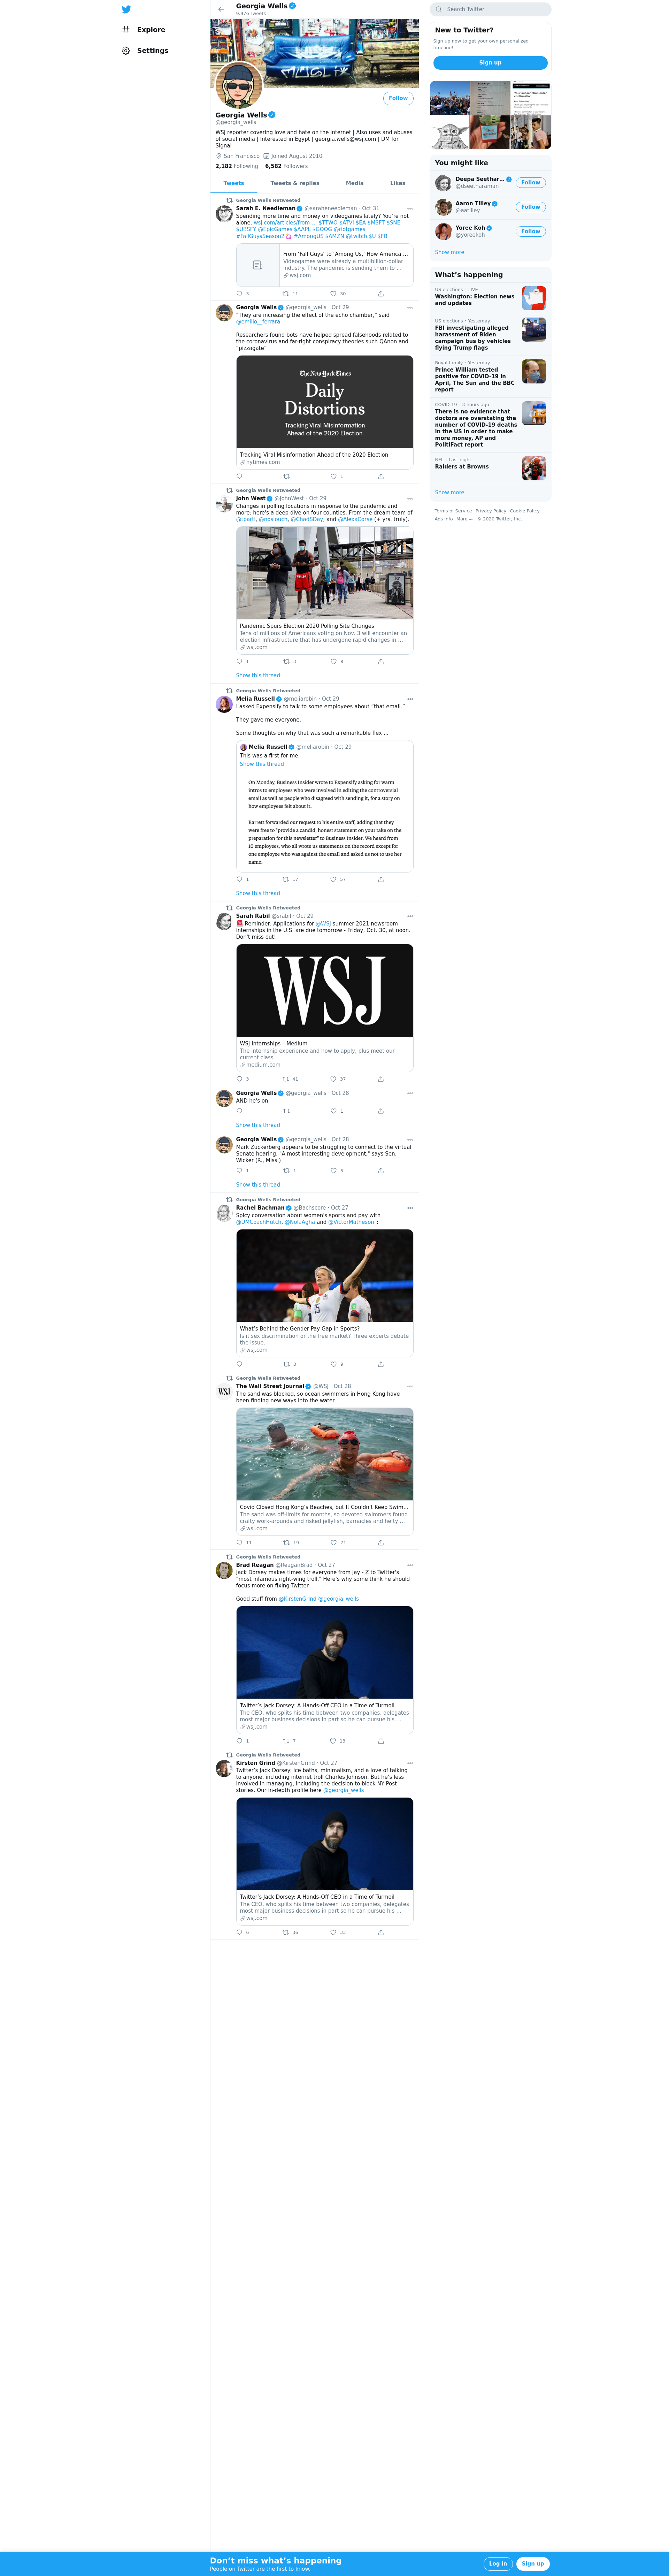 Explore
Settings
Georgia Wells
9,976 Tweets
Follow
Georgia Wells
@georgia_wells
WSJ reporter covering love and hate on the internet | Also uses and abuses
of social media | Interested in Egypt | georgia.wells@wsj.com | DM for
Signal
San Francisco Joined August 2010
2,182 Following 6,582 Followers
Tweets Tweets & replies Media Likes
Georgia Wells Retweeted
Sarah E. Needleman @saraheneedleman · Oct 31
Spending more time and money on videogames lately? You're not
alone. wsj.com/articles/from-... $TTWO $ATVI $EA $MSFT $SNE
$UBSFY @EpicGames $AAPL $GOOG @riotgames
#FallGuysSeason2 #AmongUS $AMZN @twitch $U $FB
From 'Fall Guys' to 'Among Us,' How America ...
Videogames were already a multibillion-dollar
industry. The pandemic is sending them to ...
wsj.com
3 11 30
Georgia Wells @georgia_wells · Oct 29
"They are increasing the effect of the echo chamber," said
@emilio__ferrara
Researchers found bots have helped spread falsehoods related to
the coronavirus and far-right conspiracy theories such QAnon and
"pizzagate"
The New York Times
Daily
Distortions
Tracking Viral Misinformation
Ahead of the 2020 Election
Tracking Viral Misinformation Ahead of the 2020 Election
nytimes.com
1
Georgia Wells Retweeted
John West @JohnWest · Oct 29
Changes in polling locations in response to the pandemic and
more: here's a deep dive on four counties. From the dream team of
@tparti, @noslouch, @ChadSDay, and @AlexaCorse (+ yrs. truly).
Pandemic Spurs Election 2020 Polling Site Changes
Tens of millions of Americans voting on Nov. 3 will encounter an
election infrastructure that has undergone rapid changes in ...
wsj.com
1 3 8
Show this thread
Georgia Wells Retweeted
Melia Russell @meliarobin · Oct 29
I asked Expensify to talk to some employees about "that email."
They gave me everyone.
Some thoughts on why that was such a remarkable flex ...
Melia Russell @meliarobin · Oct 29
This was a first for me.
Show this thread
On Monday, Business Insider wrote to Expensify asking for warm
intros to employees who were involved in editing the controversial
email as well as people who disagreed with sending it, for a story on
how employees felt about it.
Barrett forwarded our request to his entire staff, adding that they
were free to "provide a candid, honest statement on your take on the
preparation for this newsletter" to Business Insider. We heard from
10 employees, who all wrote us statements on the record except for
one employee who was against the email and asked us not to use her
name.
1 17 57
Show this thread
Georgia Wells Retweeted
Sarah Rabil @srabil · Oct 29
Reminder: Applications for @WSJ summer 2021 newsroom
internships in the U.S. are due tomorrow - Friday, Oct. 30, at noon.
Don't miss out!
WSJ
WSJ Internships – Medium
The internship experience and how to apply, plus meet our
current class.
medium.com
3 41 37
Georgia Wells @georgia_wells · Oct 28
AND he's on
1
Show this thread
Georgia Wells @georgia_wells · Oct 28
Mark Zuckerberg appears to be struggling to connect to the virtual
Senate hearing. "A most interesting development," says Sen.
Wicker (R., Miss.)
1 1 5
Show this thread
Georgia Wells Retweeted
Rachel Bachman @Bachscore · Oct 27
Spicy conversation about women's sports and pay with
@UMCoachHutch, @NolaAgha and @VictorMatheson_:
What's Behind the Gender Pay Gap in Sports?
Is it sex discrimination or the free market? Three experts debate
the issue.
wsj.com
3 9
Georgia Wells Retweeted
WSJ
The Wall Street Journal @WSJ · Oct 28
The sand was blocked, so ocean swimmers in Hong Kong have
been finding new ways into the water
Covid Closed Hong Kong's Beaches, but It Couldn't Keep Swim...
The sand was off-limits for months, so devoted swimmers found
crafty work-arounds and risked jellyfish, barnacles and hefty ...
wsj.com
11 19 71
Georgia Wells Retweeted
Brad Reagan @ReaganBrad · Oct 27
Jack Dorsey makes times for everyone from Jay - Z to Twitter's
"most infamous right-wing troll." Here's why some think he should
focus more on fixing Twitter.
Good stuff from @KirstenGrind @georgia_wells
Twitter's Jack Dorsey: A Hands-Off CEO in a Time of Turmoil
The CEO, who splits his time between two companies, delegates
most major business decisions in part so he can pursue his ...
wsj.com
1 7 13
Georgia Wells Retweeted
Kirsten Grind @KirstenGrind · Oct 27
Twitter's Jack Dorsey: ice baths, minimalism, and a love of talking
to anyone, including internet troll Charles Johnson. But he's less
involved in managing, including the decision to block NY Post
stories. Our in-depth profile here @georgia_wells
Twitter's Jack Dorsey: A Hands-Off CEO in a Time of Turmoil
The CEO, who splits his time between two companies, delegates
most major business decisions in part so he can pursue his ...
wsj.com
6 36 33
Search Twitter
New to Twitter?
Sign up now to get your own personalized
timeline!
Sign up
You might like
Deepa Seethar...
@dseetharaman
Follow
Aaron Tilley
@aatilley
Follow
Yoree Koh
@yoreekoh
Follow
Show more
What's happening
US elections · LIVE
Washington: Election news
and updates
US elections · Yesterday
FBI investigating alleged
harassment of Biden
campaign bus by vehicles
flying Trump flags
Royal family · Yesterday
Prince William tested
positive for COVID-19 in
April, The Sun and the BBC
report
COVID-19 · 3 hours ago
There is no evidence that
doctors are overstating the
number of COVID-19 deaths
in the US in order to make
more money, AP and
PolitiFact report
NFL · Last night
Raiders at Browns
Show more
Terms of Service Privacy Policy Cookie Policy
Ads info More © 2020 Twitter, Inc.
Don't miss what's happening
People on Twitter are the first to know.
Log in
Sign up